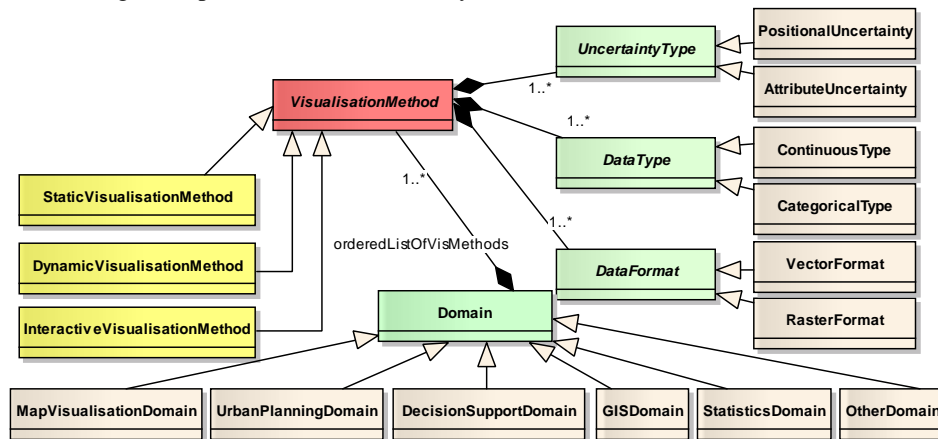 PositionalUncertainty
UncertaintyType
AttributeUncertainty
1..*
VisualisationMethod
1..*
ContinuousType
DataType
1..*
CategoricalType
StaticVisualisationMethod
1..*
orderedListOfVisMethods
VectorFormat
DynamicVisualisationMethod
DataFormat
Domain
RasterFormat
InteractiveVisualisationMethod
MapVisualisationDomain
UrbanPlanningDomain
DecisionSupportDomain
GISDomain
StatisticsDomain
OtherDomain